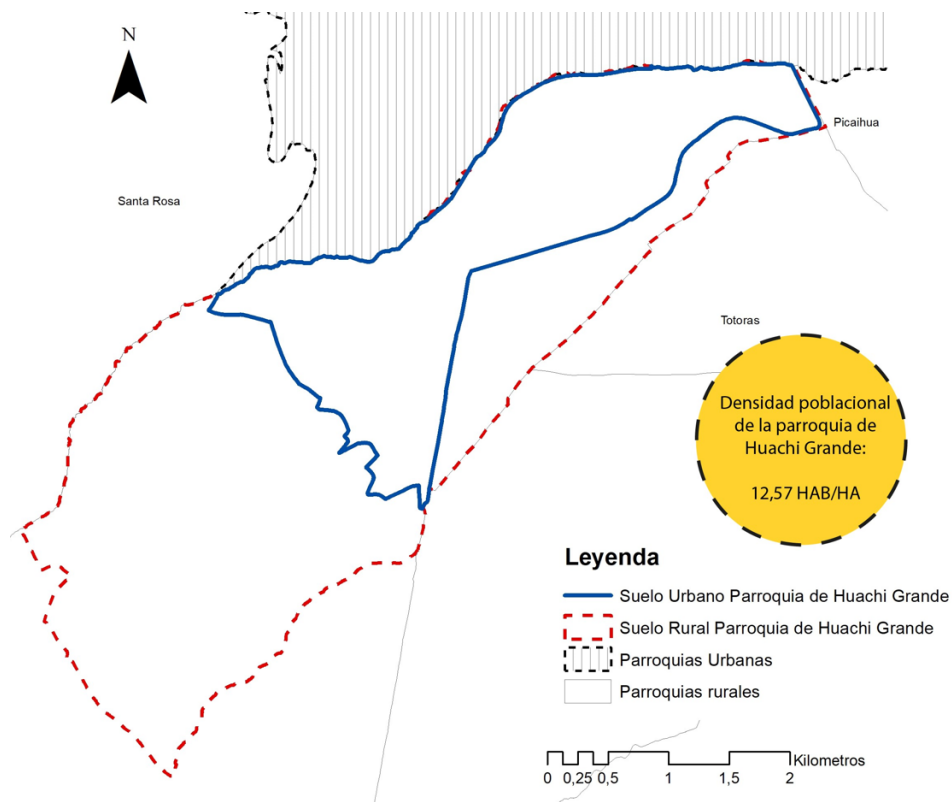 N
Picaihua
Santa Rosa
Totoras
Densidad poblacional
de la parroquia de
Huachi Grande:
12,57 HAB/HA
Leyenda
Suelo Urbano Parroquia de Huachi Grande
Suelo Rural Parroquia de Huachi Grande
Parroquias Urbanas
Parroquias rurales
Kilometros
0 0,25 0,5 1 1,5 2